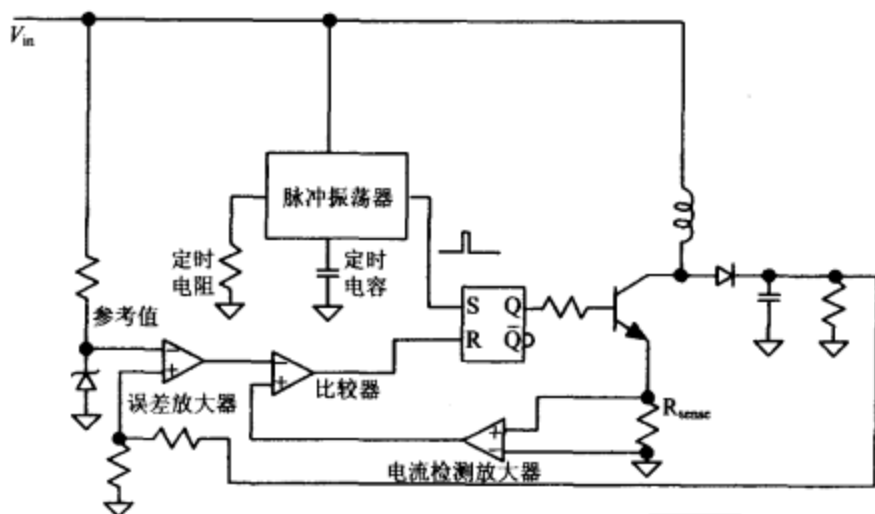 Vin
脉冲振荡器
定时
电阻
定时
电容
参考值
S Q
R Q̄
误差放大器
比较器
Rsense
电流检测放大器